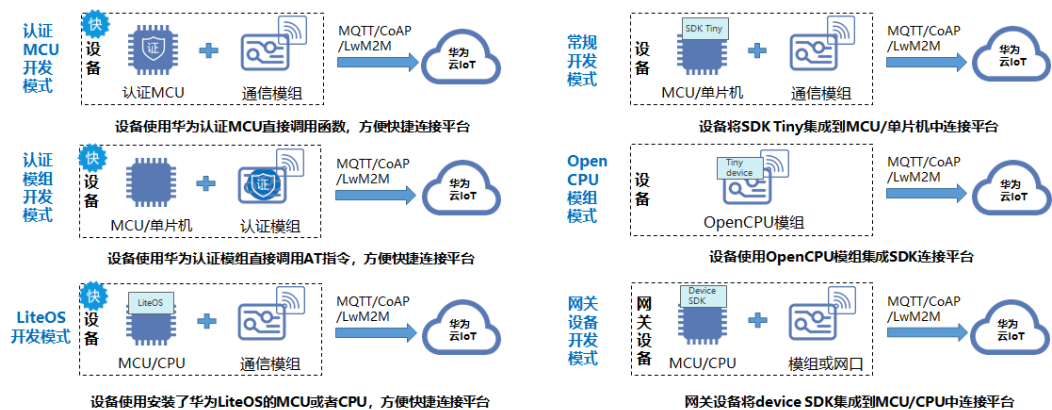 认证
MCU
开发
模式
快
设
备
证
认证MCU
通信模组
MQTT/CoAP
/LwM2M
华为
云IoT
设备使用华为认证MCU直接调用函数，方便快捷连接平台
常规
开发
模式
设
备
SDK Tiny
MCU/单片机
通信模组
MQTT/CoAP
/LwM2M
华为
云IoT
设备将SDK Tiny集成到MCU/单片机中连接平台
认证
模组
开发
模式
快
设
备
MCU/单片机
证
认证模组
MQTT/CoAP
/LwM2M
华为
云IoT
设备使用华为认证模组直接调用AT指令，方便快捷连接平台
Open
CPU
模组
模式
设
备
Tiny
device
OpenCPU模组
MQTT/CoAP
/LwM2M
华为
云IoT
设备使用OpenCPU模组集成SDK连接平台
LiteOS
开发模式
快
设
备
LiteOS
MCU/CPU
通信模组
MQTT/CoAP
/LwM2M
华为
云IoT
设备使用安装了华为LiteOS的MCU或者CPU，方便快捷连接平台
网关
设备
开发
模式
网
关
设
备
Device
SDK
MCU/CPU
模组或网口
MQTT/CoAP
/LwM2M
华为
云IoT
网关设备将device SDK集成到MCU/CPU中连接平台